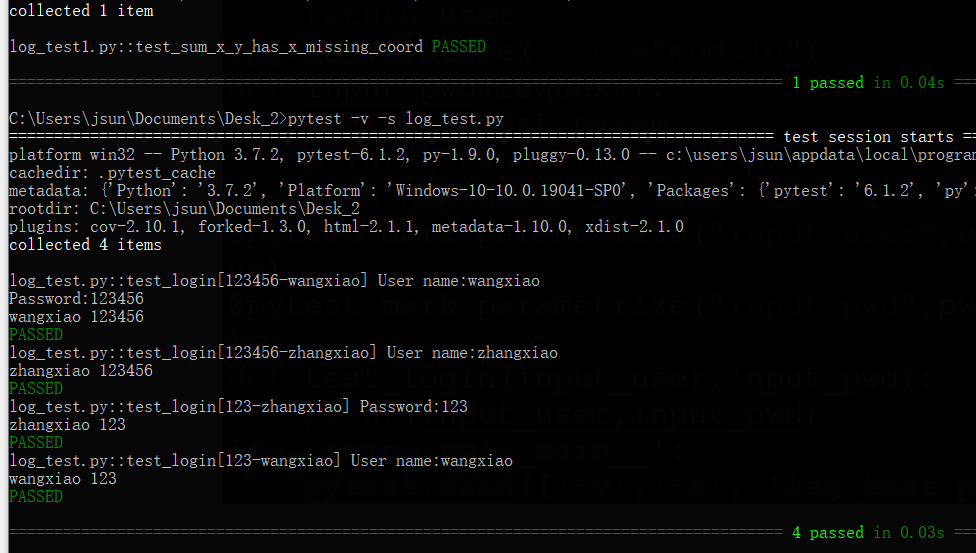 collected 1 item
log_test1.py::test_sum_x_y_has_x_missing_coord PASSED
1 passed in 0.04s
C:\Users\jsun\Documents\Desk_2>pytest -v -s log_test.py
test session starts
platform win32 -- Python 3.7.2, pytest-6.1.2, py-1.9.0, pluggy-0.13.0 -- c:\users\jsun\appdata\local\program
cachedir: .pytest_cache
metadata: {'Python': '3.7.2', 'Platform': 'Windows-10-10.0.19041-SP0', 'Packages': {'pytest': '6.1.2', 'py':
rootdir: C:\Users\jsun\Documents\Desk_2
plugins: cov-2.10.1, forked-1.3.0, html-2.1.1, metadata-1.10.0, xdist-2.1.0
collected 4 items
log_test.py::test_login[123456-wangxiao] User name:wangxiao
Password:123456
wangxiao 123456
PASSED
log_test.py::test_login[123456-zhangxiao] User name:zhangxiao
zhangxiao 123456
PASSED
log_test.py::test_login[123-zhangxiao] Password:123
zhangxiao 123
PASSED
log_test.py::test_login[123-wangxiao] User name:wangxiao
wangxiao 123
PASSED
4 passed in 0.03s